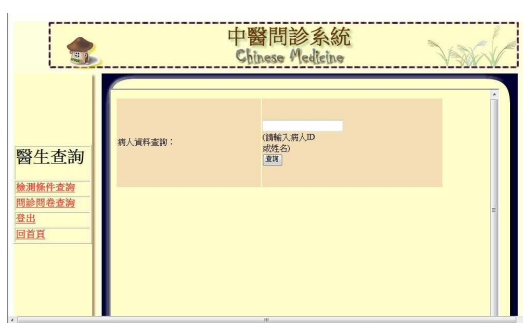 中醫問診系統
Chinese Medicine
醫生查詢
檢測條件查詢
問診問卷查詢
登出
回首頁
病人資料查詢：
(請輸入病人ID
或姓名)
查詢